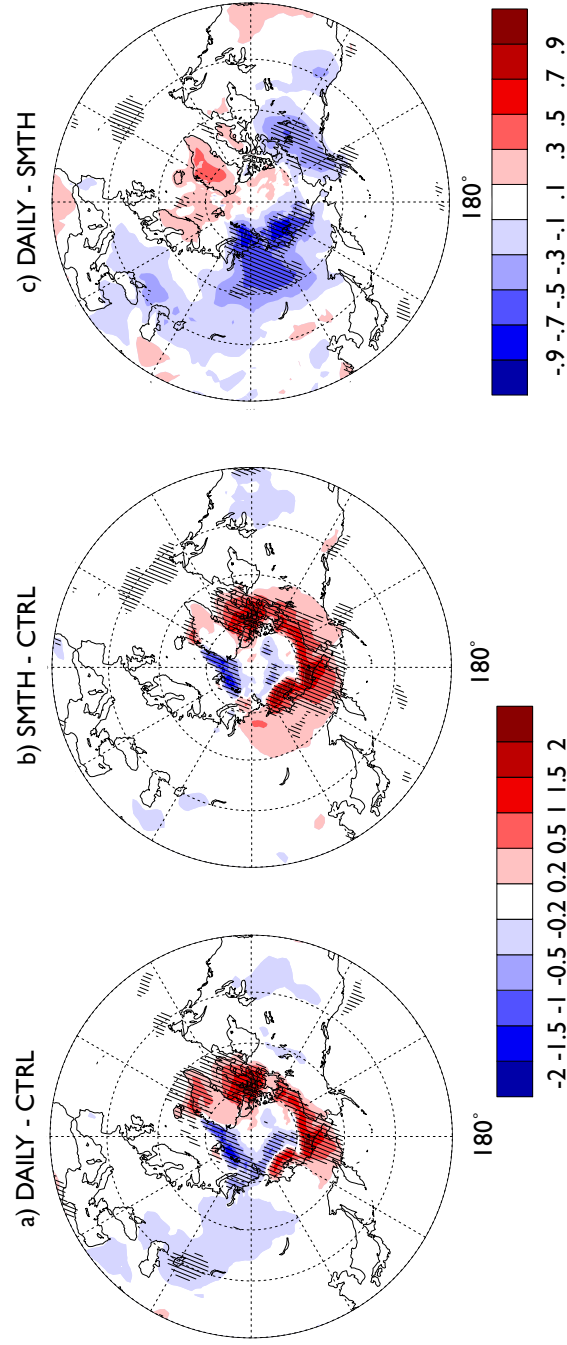 a) DAILY - CTRL
b) SMTH - CTRL
c) DAILY - SMTH
180°
180°
180°
-2 -1.5 -1 -0.5 -0.2 0.2 0.5 1 1.5 2
-.9 -.7 -.5 -.3 -.1 .1 .3 .5 .7 .9